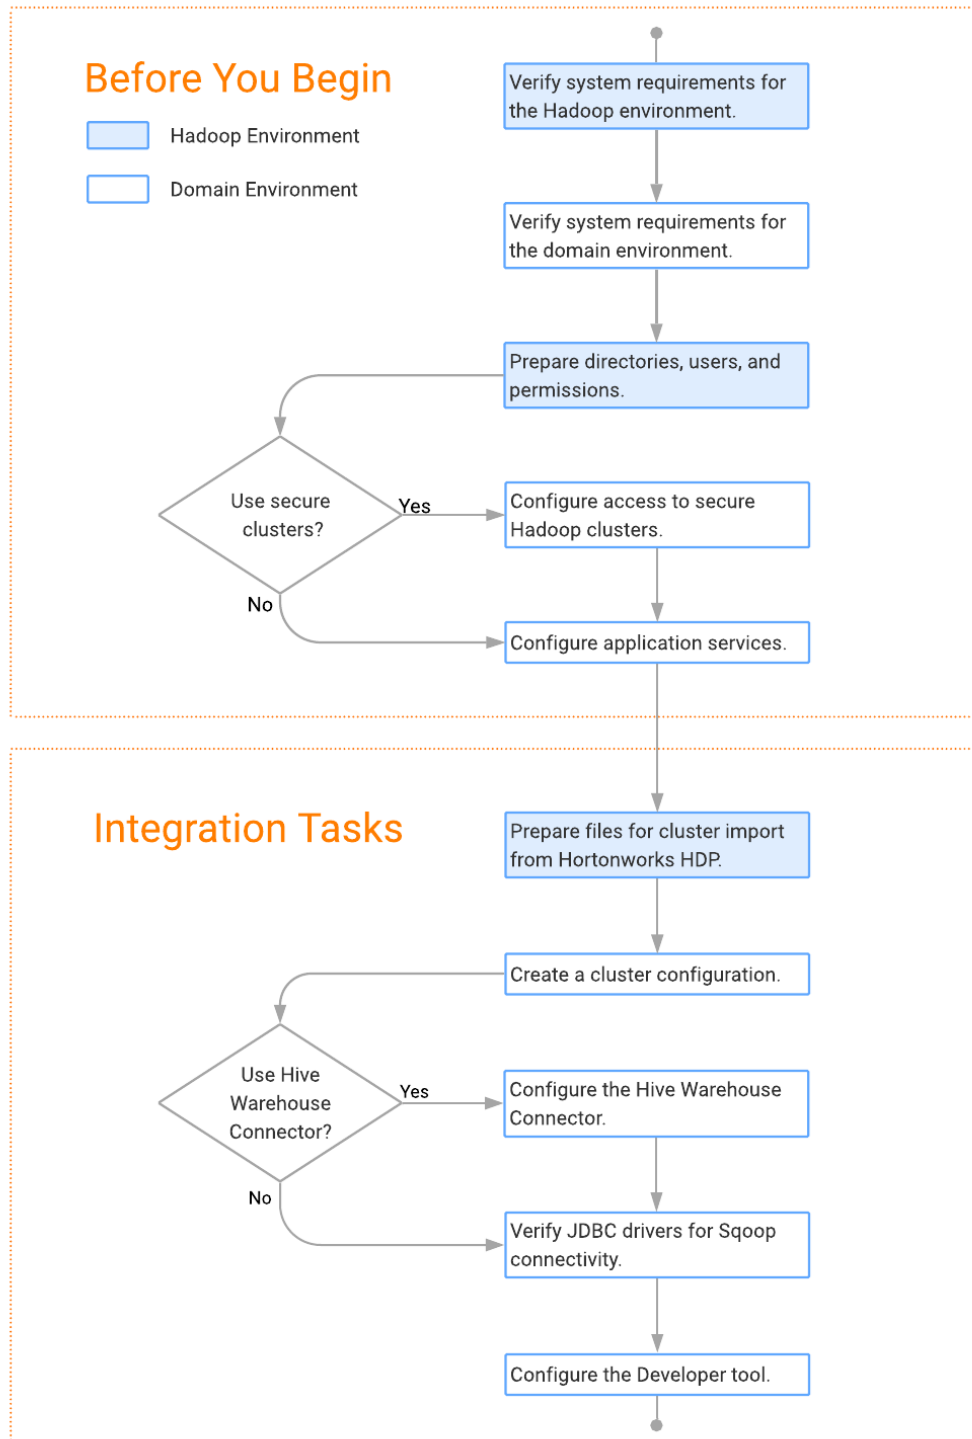 Before You Begin
Hadoop Environment
Domain Environment
Verify system requirements for
the Hadoop environment.
Verify system requirements for
the domain environment.
Prepare directories, users, and
permissions.
Use secure
clusters?
Yes
Configure access to secure
Hadoop clusters.
No
Configure application services.
Integration Tasks
Prepare files for cluster import
from Hortonworks HDP.
Create a cluster configuration.
Use Hive
Warehouse
Connector?
Yes
Configure the Hive Warehouse
Connector.
No
Verify JDBC drivers for Sqoop
connectivity.
Configure the Developer tool.